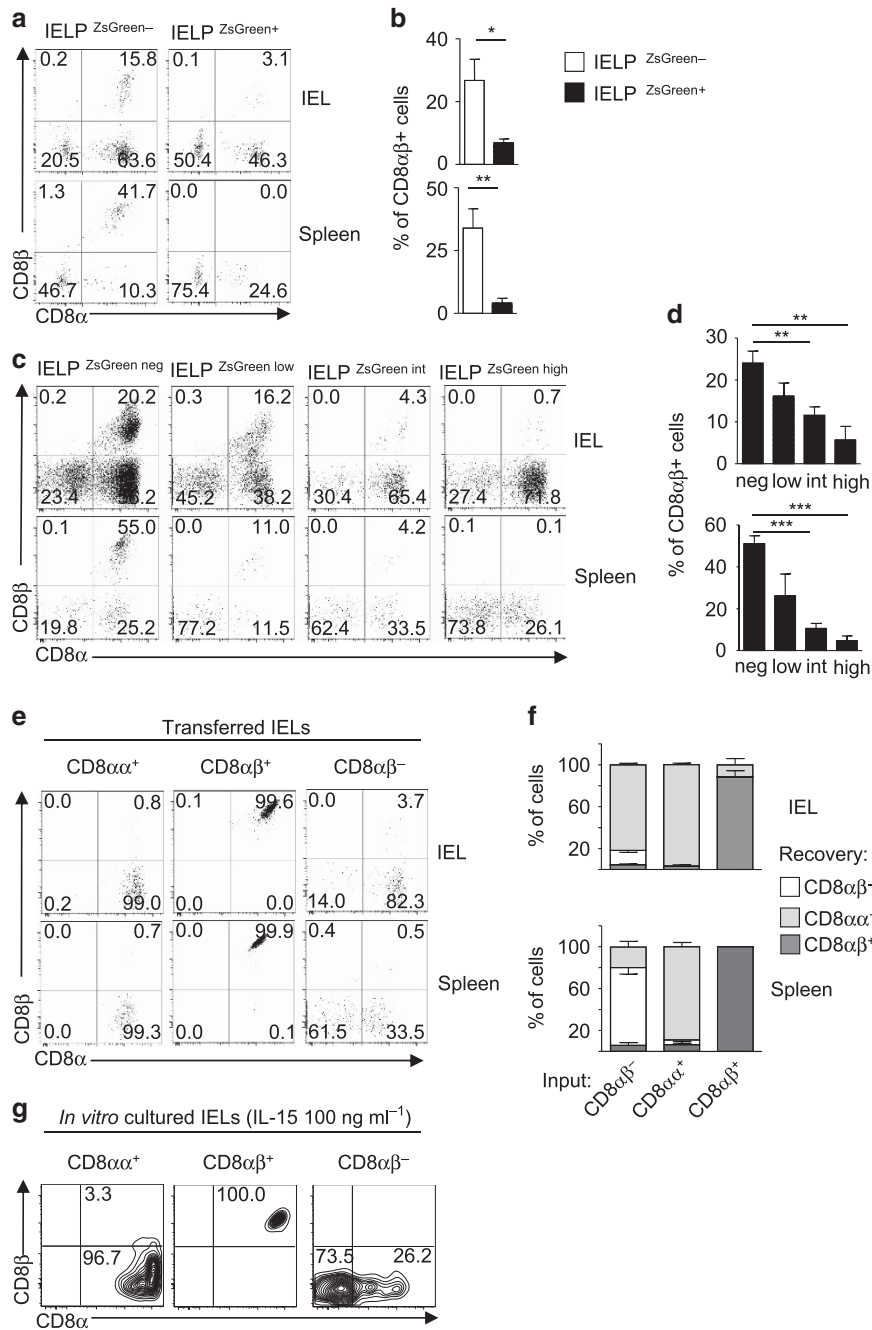 a
IELP ZsGreen–
IELP ZsGreen+
0.2
15.8
0.1
3.1
IEL
20.5
63.6
50.4
46.3
1.3
41.7
0.0
0.0
Spleen
46.7
10.3
75.4
24.6
CD8β
CD8α
b
% of CD8αβ+ cells
40
20
0
*
50
25
0
**
IELP ZsGreen–
IELP ZsGreen+
c
IELP ZsGreen neg
IELP ZsGreen low
IELP ZsGreen int
IELP ZsGreen high
0.2
20.2
0.3
16.2
0.0
4.3
0.0
0.7
IEL
23.4
56.2
45.2
38.2
30.4
65.4
27.4
71.8
0.1
55.0
0.0
11.0
0.0
4.2
0.1
0.1
Spleen
19.8
25.2
77.2
11.5
62.4
33.5
73.8
26.1
CD8β
CD8α
d
% of CD8αβ+ cells
30
20
10
0
**
**
neg low int high
60
40
20
0
***
***
neg low int high
e
Transferred IELs
CD8αα+
CD8αβ+
CD8αβ–
0.0
0.8
0.1
99.6
0.0
3.7
IEL
0.2
99.0
0.0
0.0
14.0
82.3
0.0
0.7
0.0
99.9
0.4
0.5
Spleen
0.0
99.3
0.0
0.1
61.5
33.5
CD8β
CD8α
f
% of cells
100
60
20
IEL
Recovery:
CD8αβ–
CD8αα+
CD8αβ+
% of cells
100
60
20
Spleen
Input:
CD8αβ–
CD8αα+
CD8αβ+
g
In vitro cultured IELs (IL-15 100 ng ml–1)
CD8αα+
CD8αβ+
CD8αβ–
3.3
100.0
96.7
73.5
26.2
CD8β
CD8α